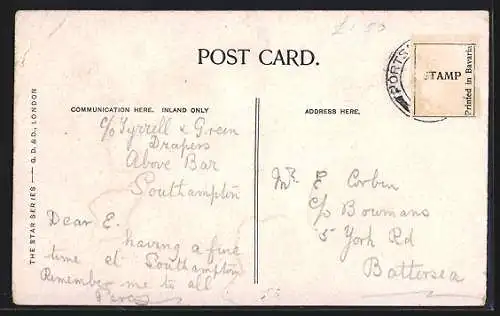 £1.50
POST CARD.
PORTS
STAMP
Printed in Bavaria
THE STAR SERIES — G. D. & D., LONDON
COMMUNICATION HERE. INLAND ONLY
c/o Tyrrell & Green
Drapers
Above Bar
Southampton
Dear E.
having a fine
time at Southampton
Remember me to all
Percy
ADDRESS HERE.
Mr E Corben
c/o Bowmans
5 York Rd
Battersea